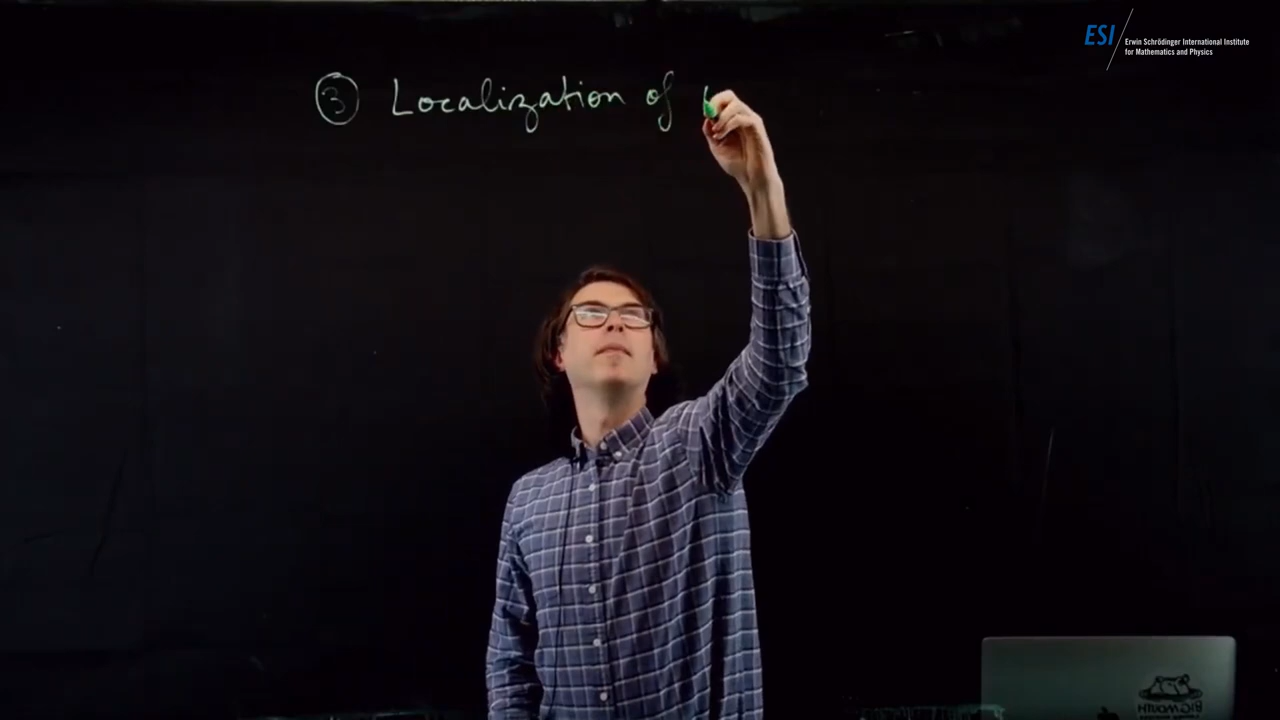 ESI
Erwin Schrödinger International Institute
for Mathematics and Physics
③ Localization of